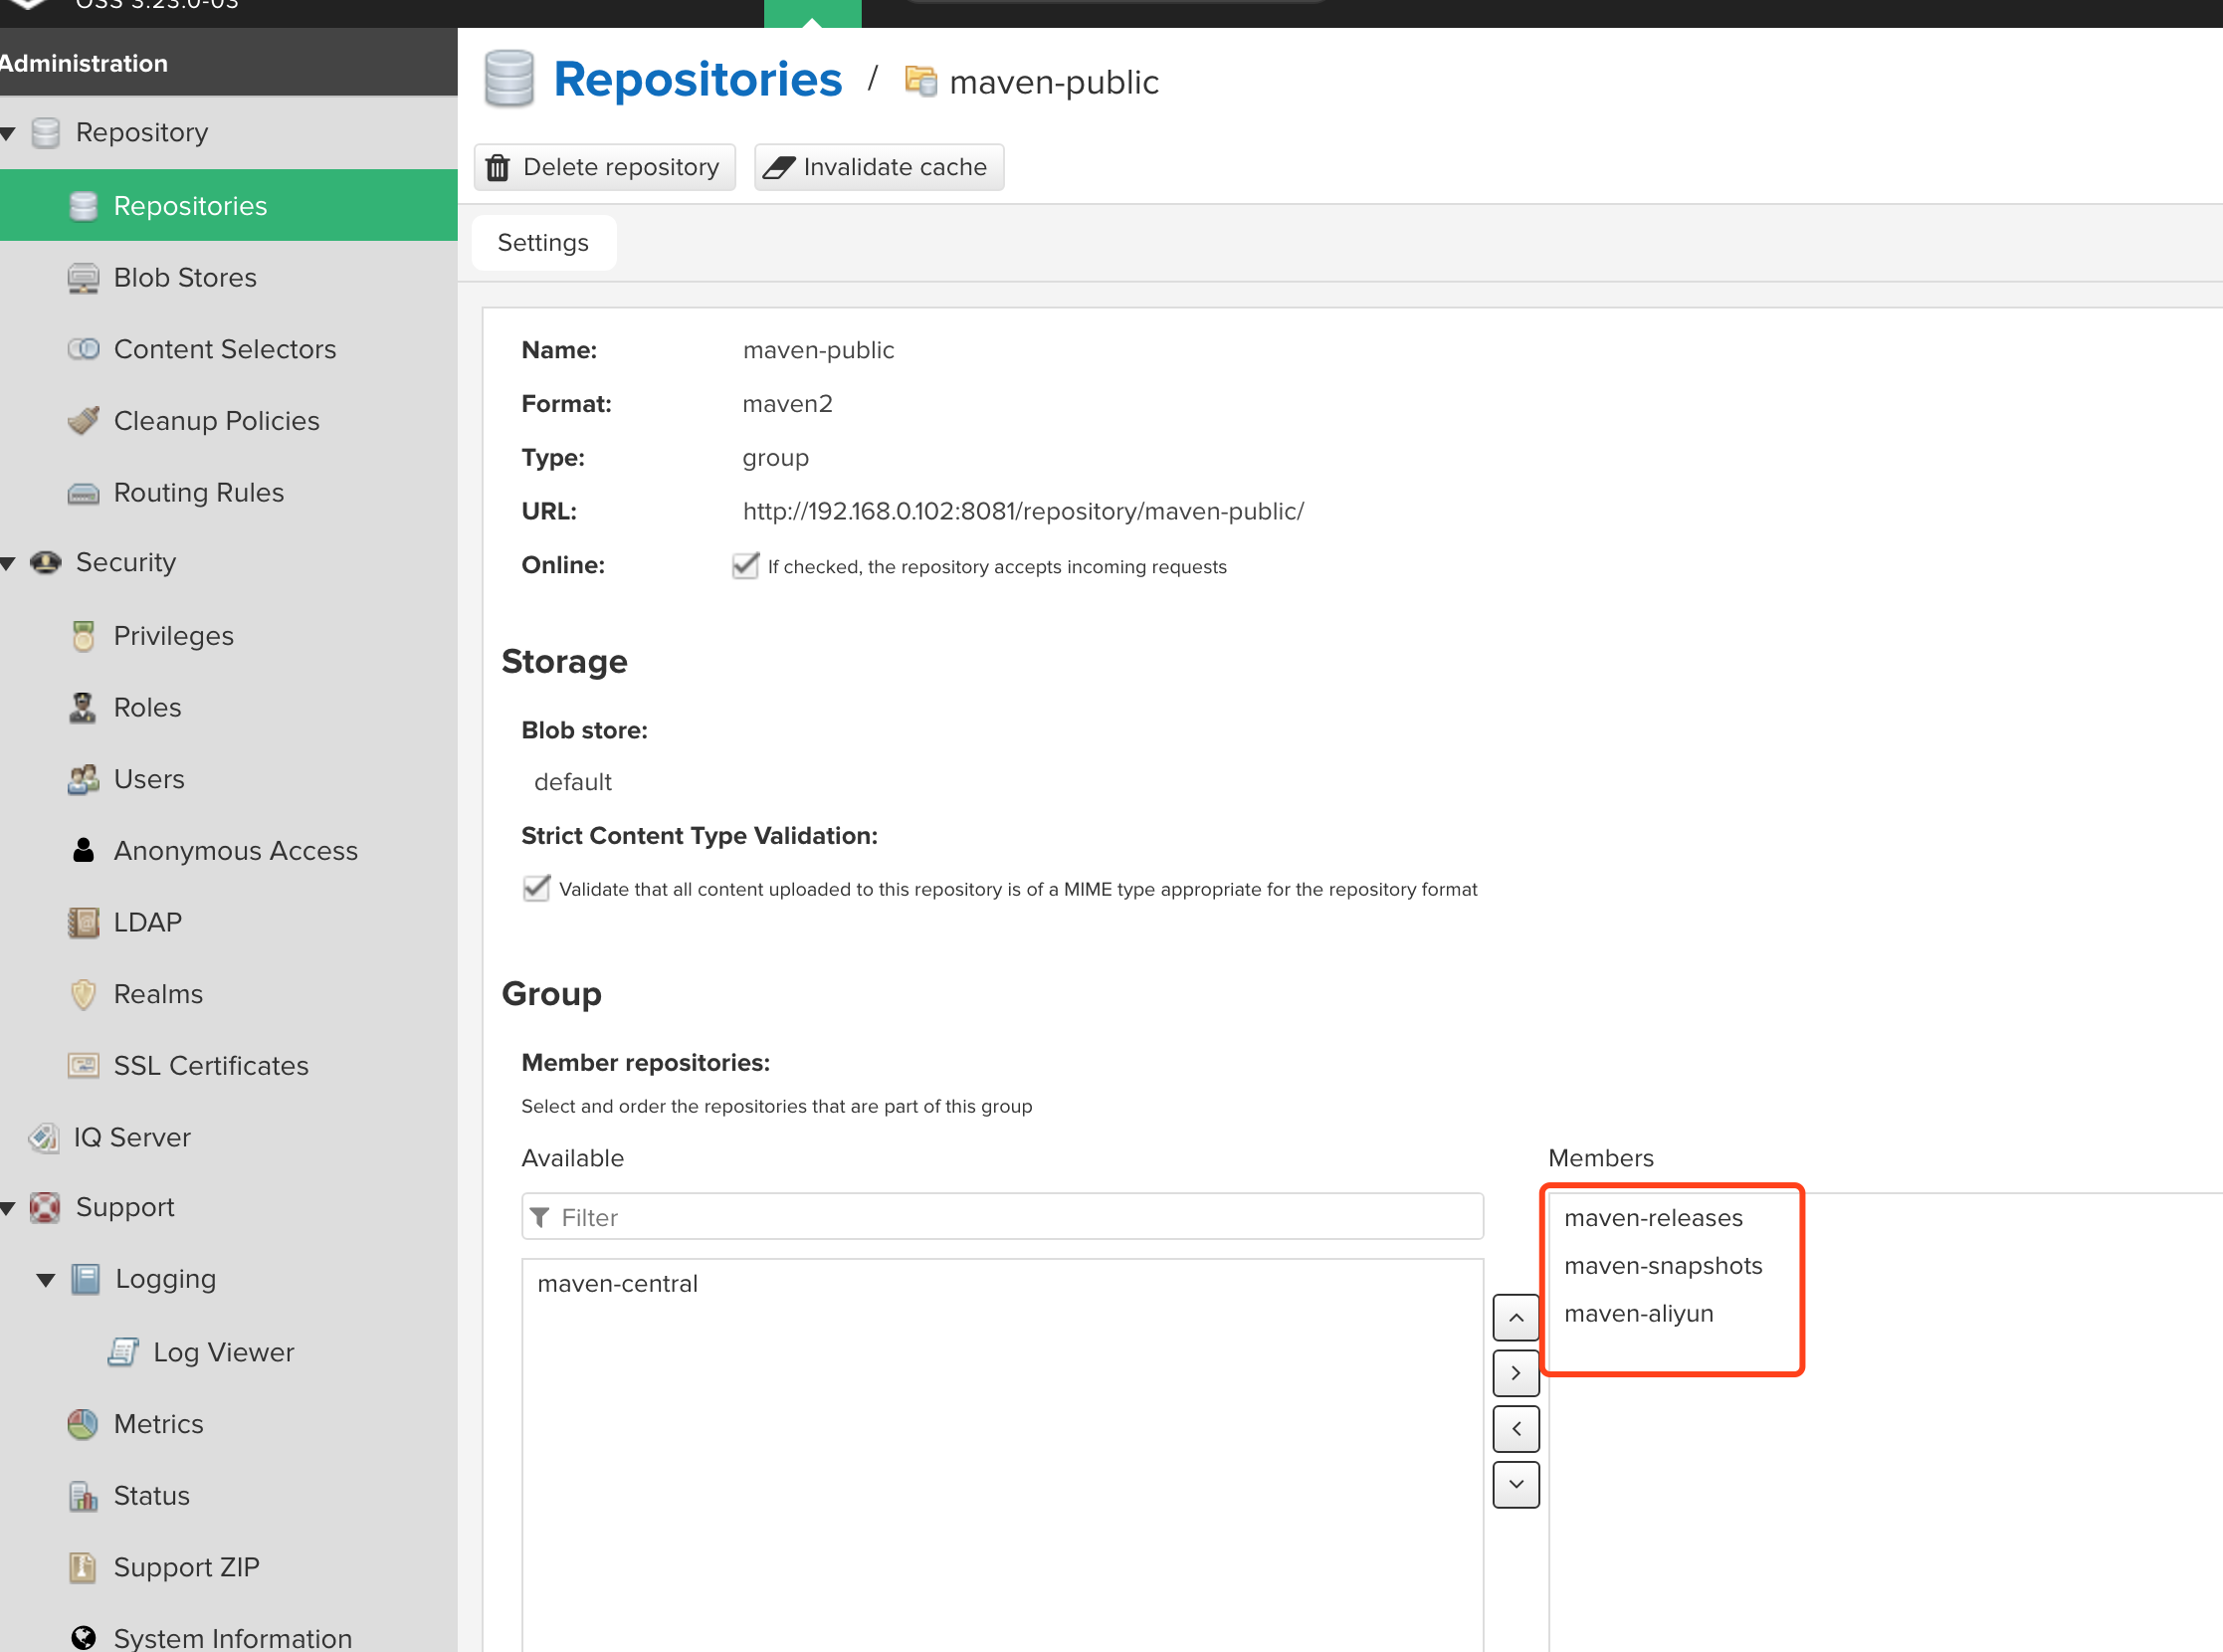 OSS 3.23.0-03
Administration
Repository
Repositories
Blob Stores
Content Selectors
Cleanup Policies
Routing Rules
Security
Privileges
Roles
Users
Anonymous Access
LDAP
Realms
SSL Certificates
IQ Server
Support
Logging
Log Viewer
Metrics
Status
Support ZIP
System Information
Repositories / maven-public
Delete repository
Invalidate cache
Settings
Name: maven-public
Format: maven2
Type: group
URL: http://192.168.0.102:8081/repository/maven-public/
Online: If checked, the repository accepts incoming requests
Storage
Blob store:
default
Strict Content Type Validation:
Validate that all content uploaded to this repository is of a MIME type appropriate for the repository format
Group
Member repositories:
Select and order the repositories that are part of this group
Available
Filter
maven-central
Members
maven-releases
maven-snapshots
maven-aliyun